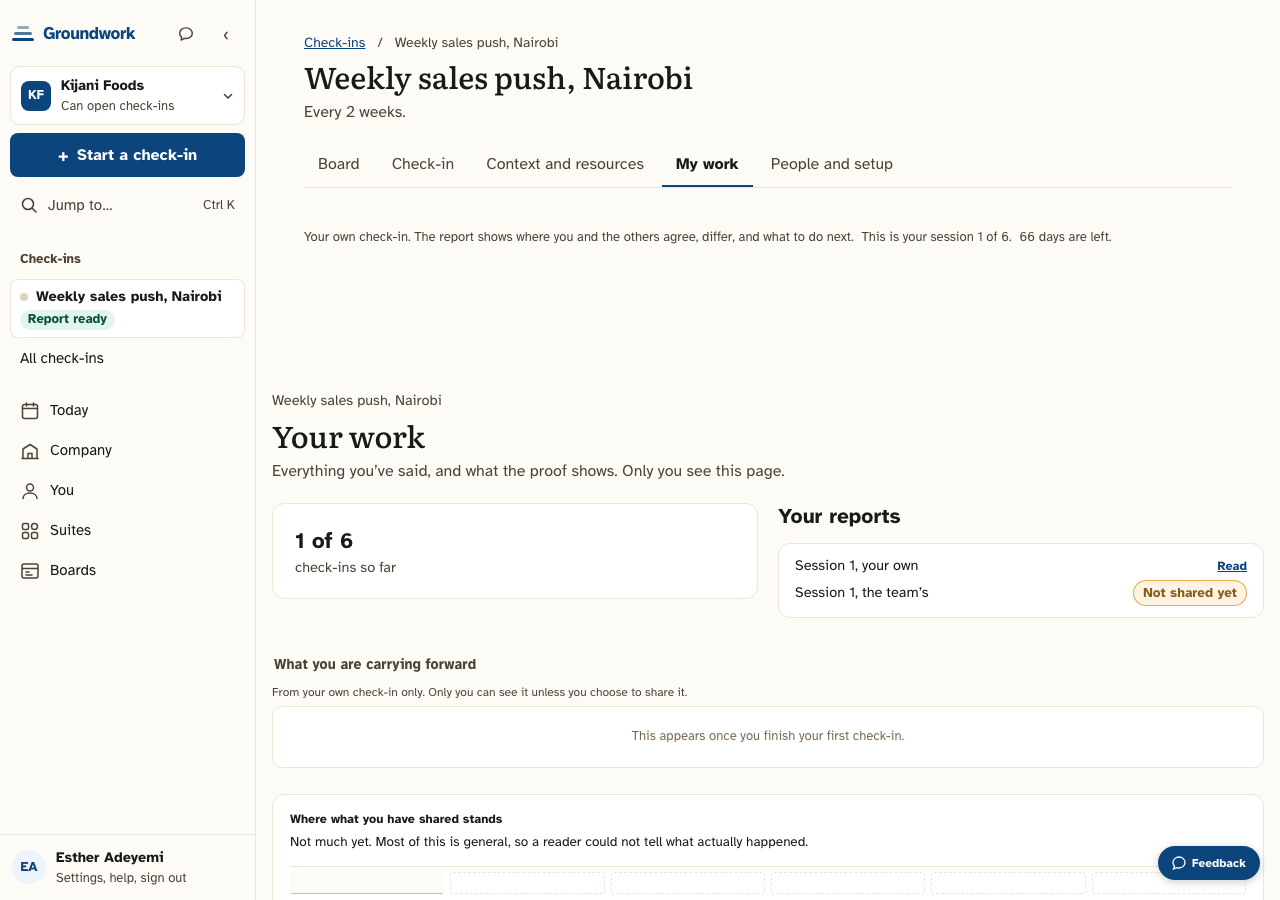 Groundwork
KF
Kijani Foods
Can open check-ins
+ Start a check-in
Jump to...
Ctrl K
Check-ins
Weekly sales push, Nairobi
Report ready
All check-ins
Today
Company
You
Suites
Boards
EA
Esther Adeyemi
Settings, help, sign out
Check-ins / Weekly sales push, Nairobi
Weekly sales push, Nairobi
Every 2 weeks.
Board
Check-in
Context and resources
My work
People and setup
Your own check-in. The report shows where you and the others agree, differ, and what to do next. This is your session 1 of 6. 66 days are left.
Weekly sales push, Nairobi
Your work
Everything you’ve said, and what the proof shows. Only you see this page.
1 of 6
check-ins so far
Your reports
Session 1, your own
Read
Session 1, the team’s
Not shared yet
What you are carrying forward
From your own check-in only. Only you can see it unless you choose to share it.
This appears once you finish your first check-in.
Where what you have shared stands
Not much yet. Most of this is general, so a reader could not tell what actually happened.
Feedback